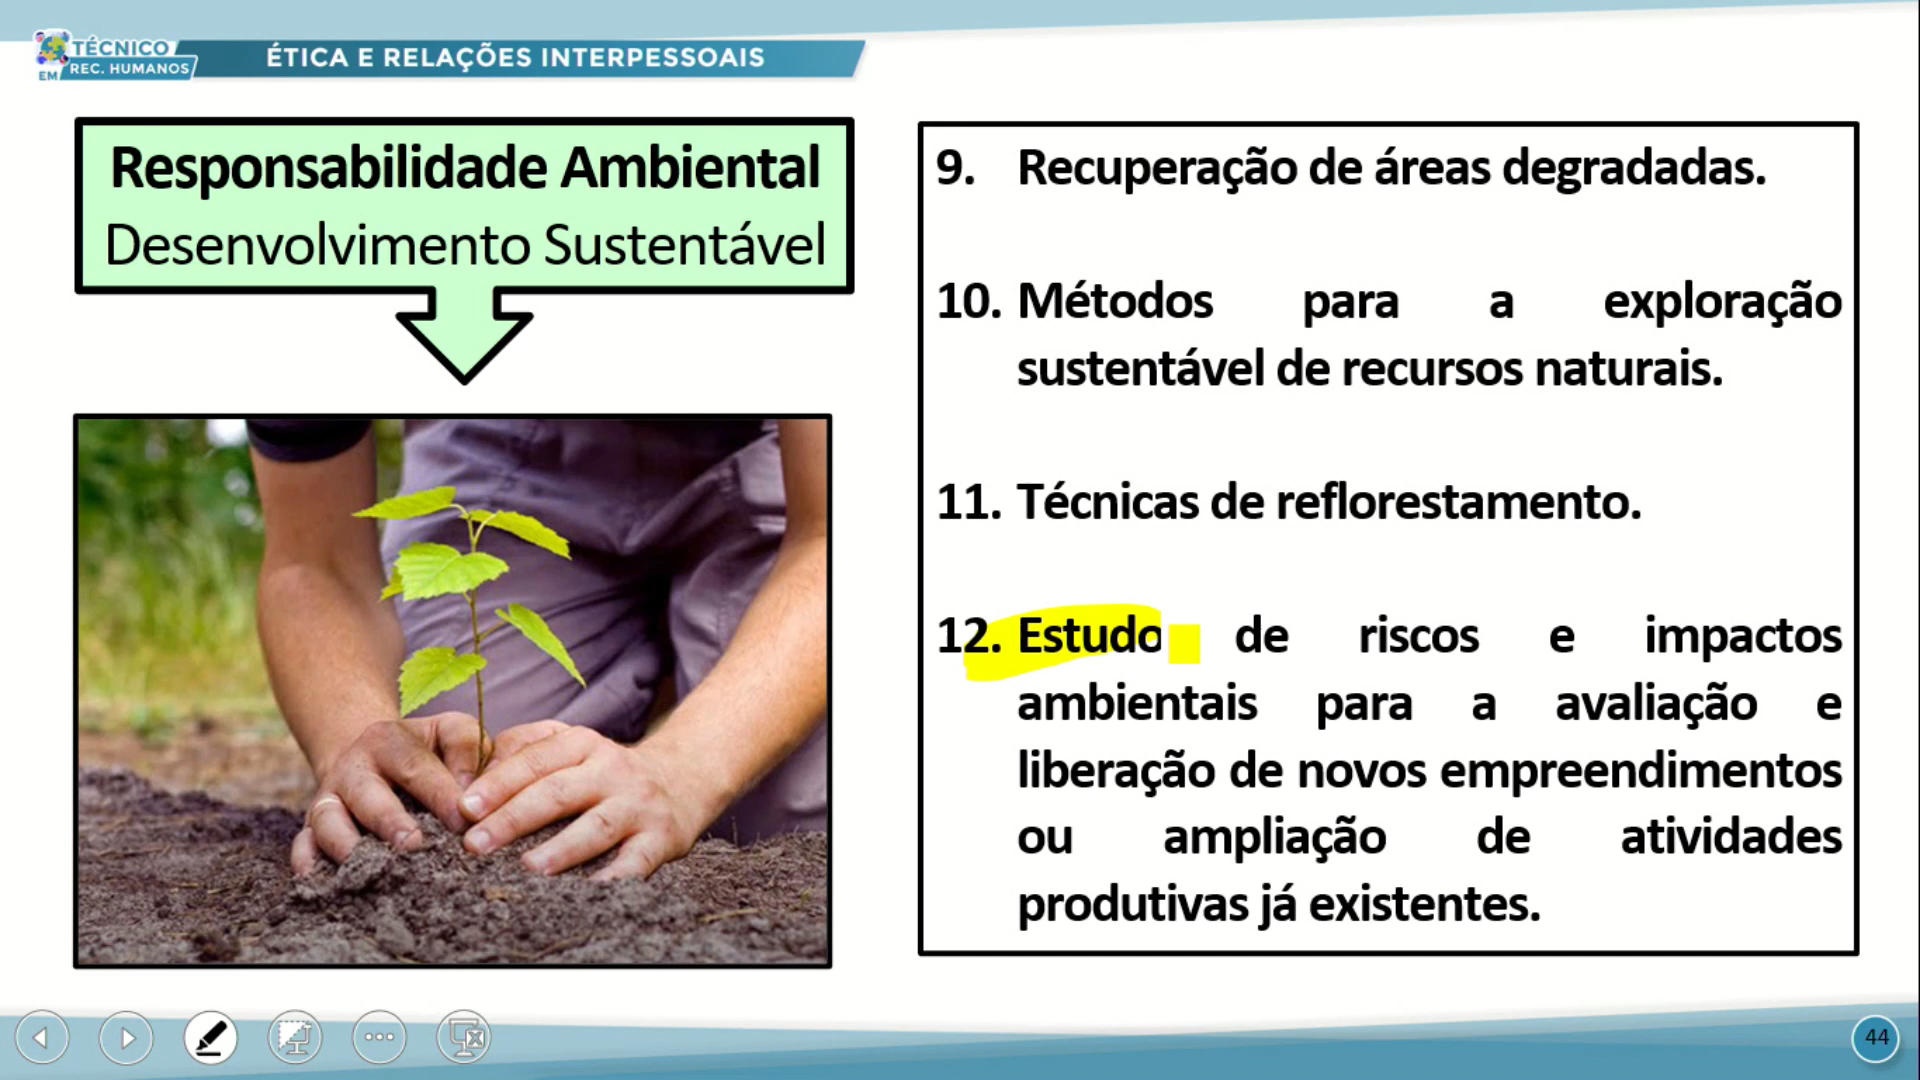 TÉCNICO
EM REC. HUMANOS
ÉTICA E RELAÇÕES INTERPESSOAIS
Responsabilidade Ambiental
Desenvolvimento Sustentável
9. Recuperação de áreas degradadas.
10. Métodos para a exploração
sustentável de recursos naturais.
11. Técnicas de reflorestamento.
12. Estudo de riscos e impactos
ambientais para a avaliação e
liberação de novos empreendimentos
ou ampliação de atividades
produtivas já existentes.
44